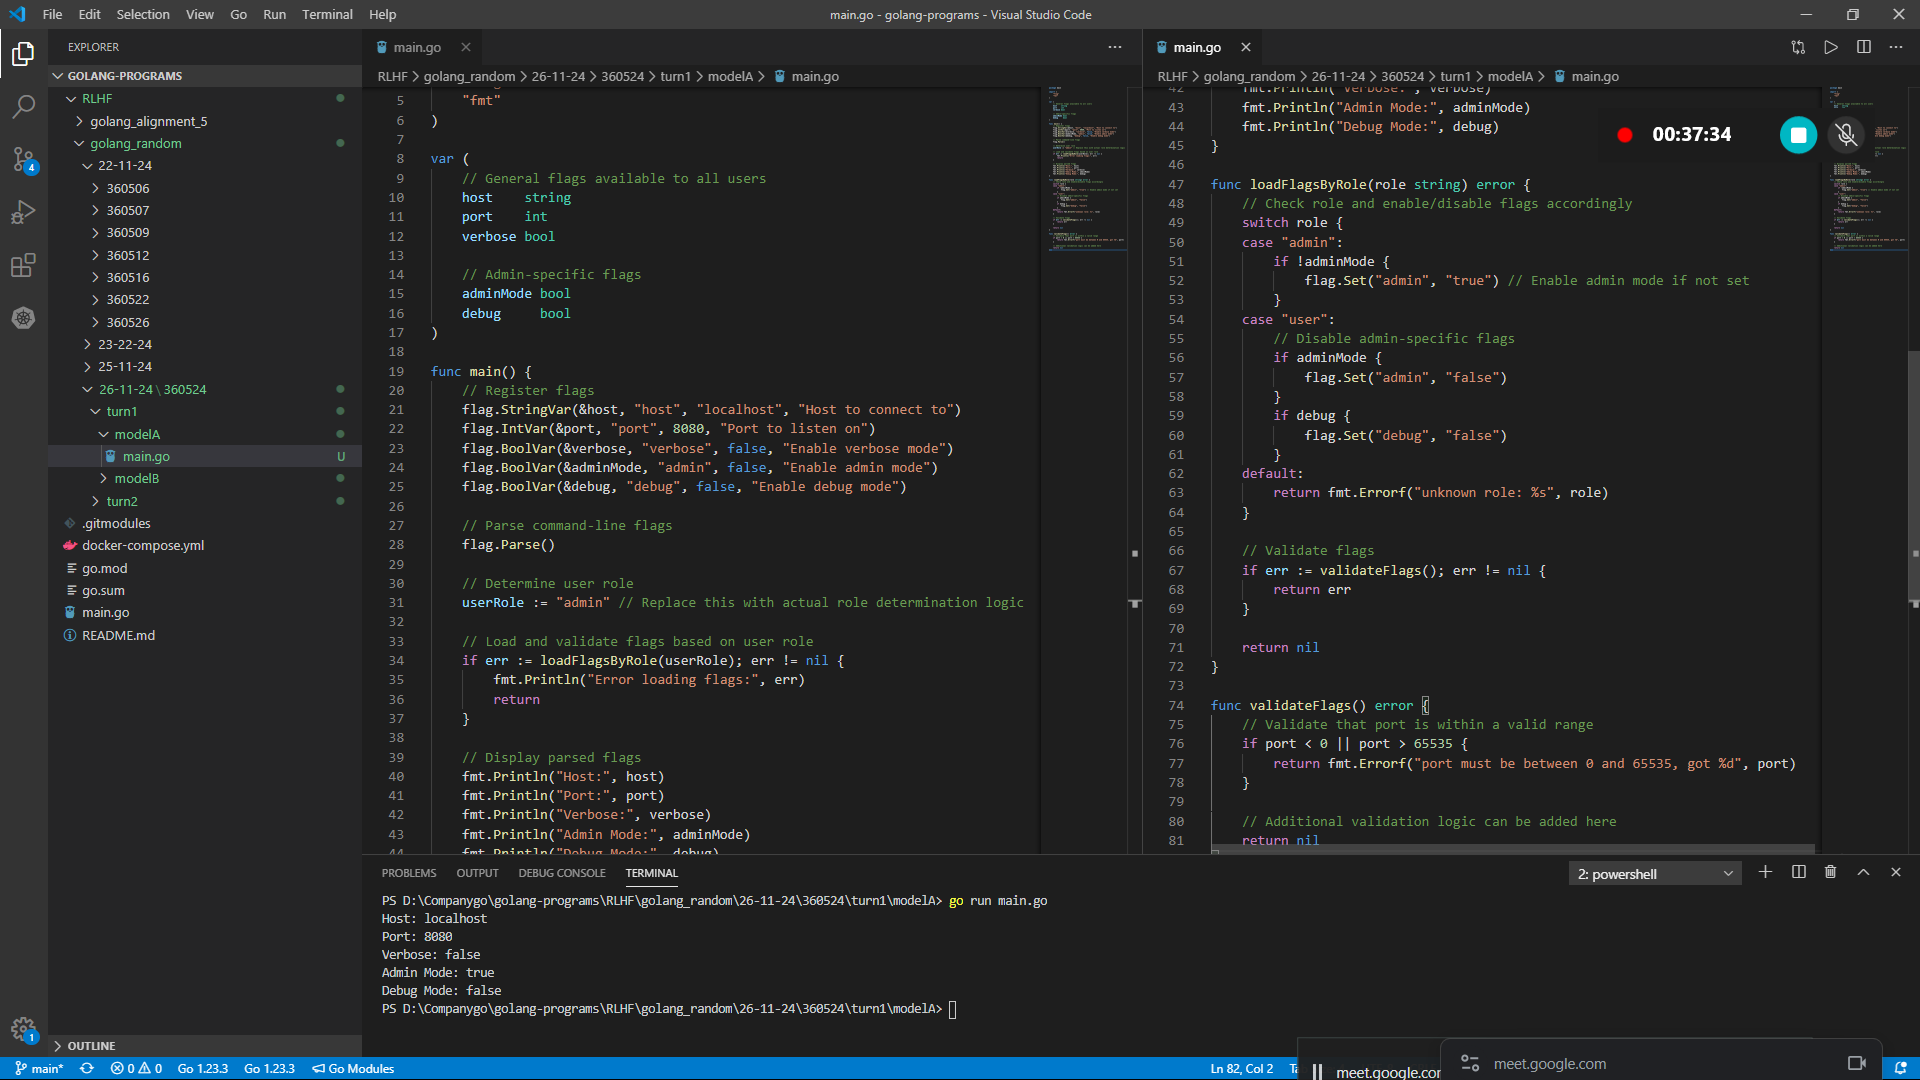 File Edit Selection View Go Run Terminal Help
main.go - golang-programs - Visual Studio Code
EXPLORER
GOLANG-PROGRAMS
RLHF
golang_alignment_5
golang_random
22-11-24
360506
360507
360509
360512
360516
360522
360526
23-22-24
25-11-24
26-11-24 \ 360524
turn1
modelA
main.go U
modelB
turn2
.gitmodules
docker-compose.yml
go.mod
go.sum
main.go
README.md
OUTLINE
4
1
main.go
RLHF > golang_random > 26-11-24 > 360524 > turn1 > modelA > main.go
5 "fmt"
6 )
7
8 var (
9 // General flags available to all users
10 host string
11 port int
12 verbose bool
13
14 // Admin-specific flags
15 adminMode bool
16 debug bool
17 )
18
19 func main() {
20 // Register flags
21 flag.StringVar(&host, "host", "localhost", "Host to connect to")
22 flag.IntVar(&port, "port", 8080, "Port to listen on")
23 flag.BoolVar(&verbose, "verbose", false, "Enable verbose mode")
24 flag.BoolVar(&adminMode, "admin", false, "Enable admin mode")
25 flag.BoolVar(&debug, "debug", false, "Enable debug mode")
26
27 // Parse command-line flags
28 flag.Parse()
29
30 // Determine user role
31 userRole := "admin" // Replace this with actual role determination logic
32
33 // Load and validate flags based on user role
34 if err := loadFlagsByRole(userRole); err != nil {
35 fmt.Println("Error loading flags:", err)
36 return
37 }
38
39 // Display parsed flags
40 fmt.Println("Host:", host)
41 fmt.Println("Port:", port)
42 fmt.Println("Verbose:", verbose)
43 fmt.Println("Admin Mode:", adminMode)
44 fmt.Println("Debug Mode:", debug)
main.go
RLHF > golang_random > 26-11-24 > 360524 > turn1 > modelA > main.go
42 fmt.Println("Verbose:", verbose)
43 fmt.Println("Admin Mode:", adminMode)
44 fmt.Println("Debug Mode:", debug)
45 }
46
47 func loadFlagsByRole(role string) error {
48 // Check role and enable/disable flags accordingly
49 switch role {
50 case "admin":
51 if !adminMode {
52 flag.Set("admin", "true") // Enable admin mode if not set
53 }
54 case "user":
55 // Disable admin-specific flags
56 if adminMode {
57 flag.Set("admin", "false")
58 }
59 if debug {
60 flag.Set("debug", "false")
61 }
62 default:
63 return fmt.Errorf("unknown role: %s", role)
64 }
65
66 // Validate flags
67 if err := validateFlags(); err != nil {
68 return err
69 }
70
71 return nil
72 }
73
74 func validateFlags() error {
75 // Validate that port is within a valid range
76 if port < 0 || port > 65535 {
77 return fmt.Errorf("port must be between 0 and 65535, got %d", port)
78 }
79
80 // Additional validation logic can be added here
81 return nil
00:37:34
PROBLEMS OUTPUT DEBUG CONSOLE TERMINAL
2: powershell
PS D:\Companygo\golang-programs\RLHF\golang_random\26-11-24\360524\turn1\modelA> go run main.go
Host: localhost
Port: 8080
Verbose: false
Admin Mode: true
Debug Mode: false
PS D:\Companygo\golang-programs\RLHF\golang_random\26-11-24\360524\turn1\modelA>
main* 0 0 Go 1.23.3 Go 1.23.3 Go Modules
Ln 82, Col 2
meet.google.com
meet.google.com